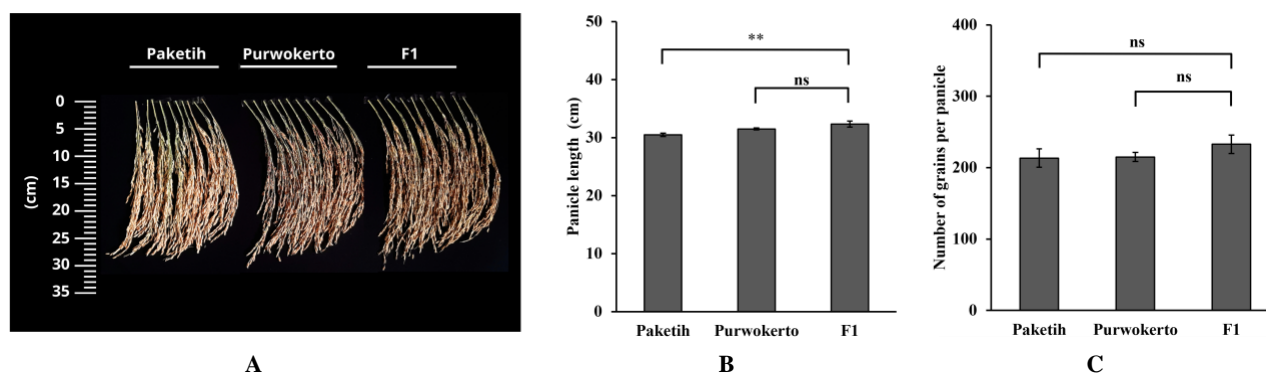 Paketih Purwokerto F1
0
5
10
15
20
25
30
35
(cm)
A
50
40
30
20
10
0
Panicle length (cm)
**
ns
Paketih Purwokerto F1
B
400
300
200
100
0
Number of grains per panicle
ns
ns
Paketih Purwokerto F1
C